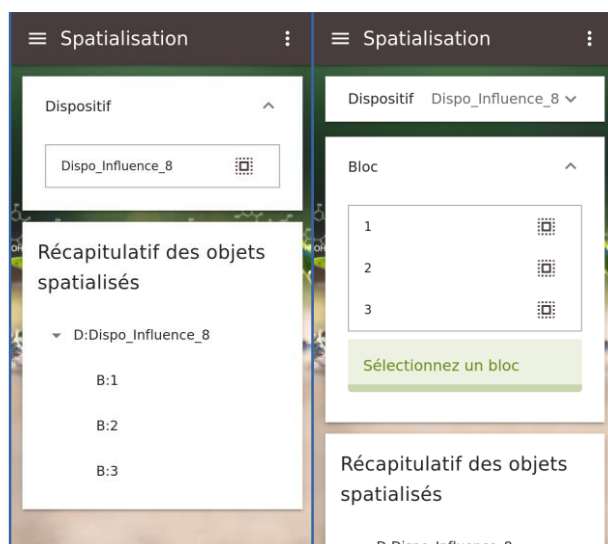 Spatialisation
Dispositif
Dispo_Influence_8
Récapitulatif des objets
spatialisés
D:Dispo_Influence_8
B:1
B:2
B:3
Spatialisation
Dispositif Dispo_Influence_8
Bloc
1
2
3
Sélectionnez un bloc
Récapitulatif des objets
spatialisés
D:Dispo_Influence_8